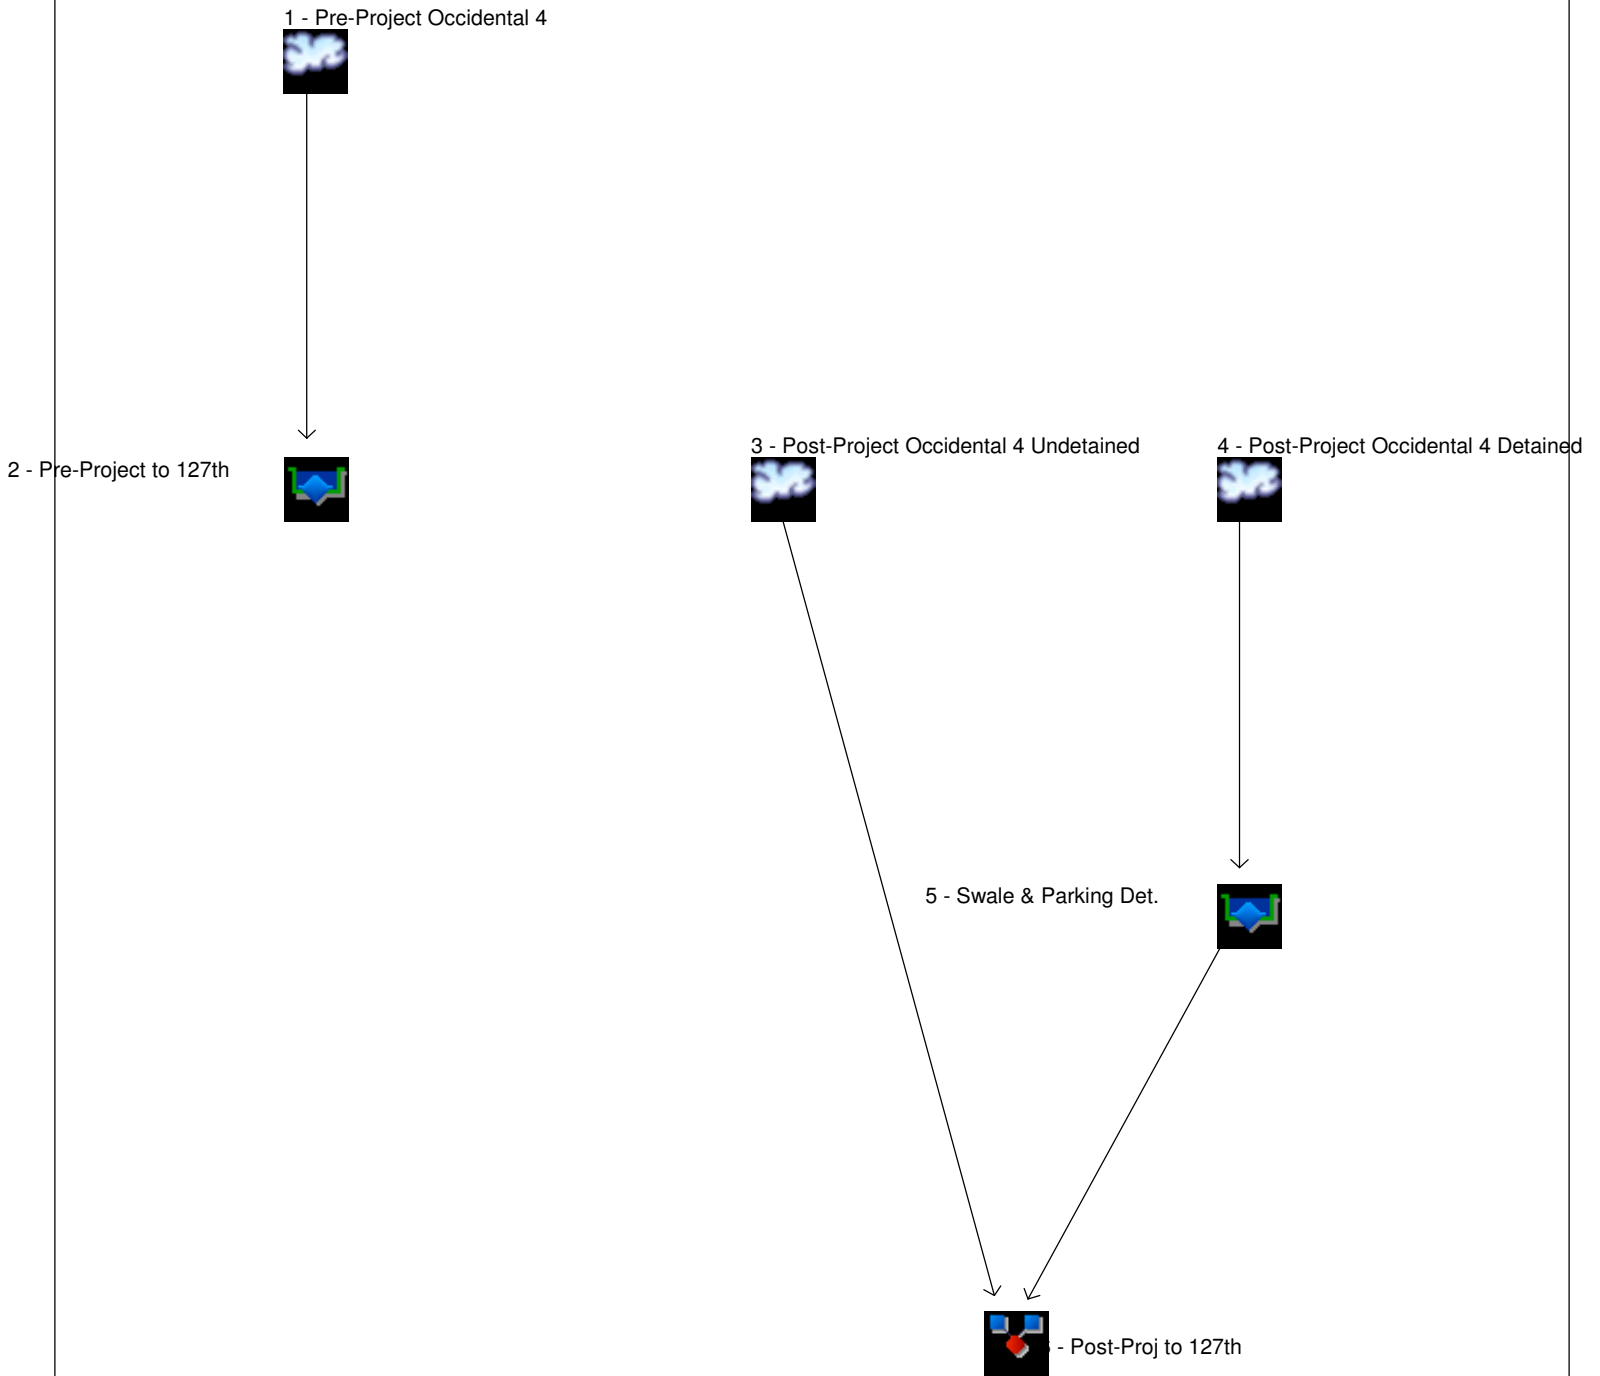 1 - Pre-Project Occidental 4
2 - Pre-Project to 127th
3 - Post-Project Occidental 4 Undetained
4 - Post-Project Occidental 4 Detained
5 - Swale & Parking Det.
- Post-Proj to 127th